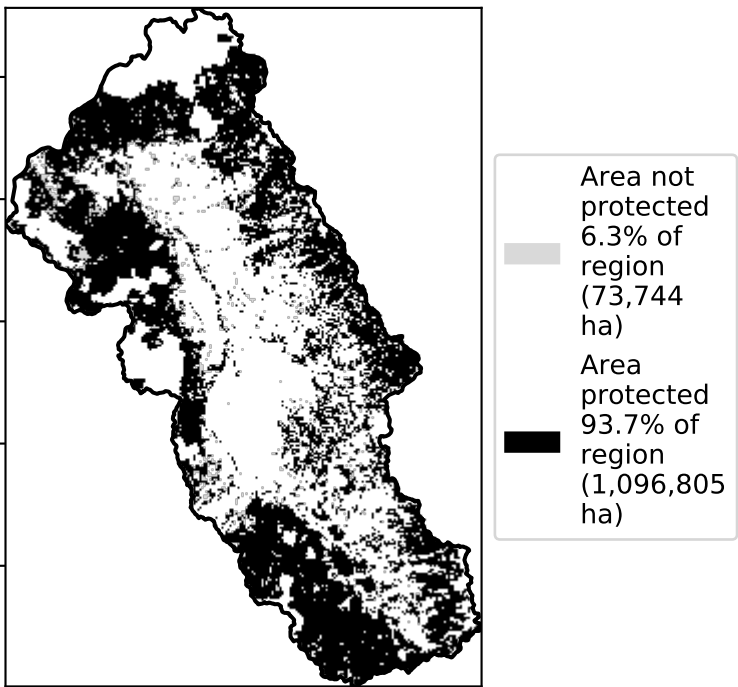 Area not
protected
6.3% of
region
(73,744
ha)
Area
protected
93.7% of
region
(1,096,805
ha)